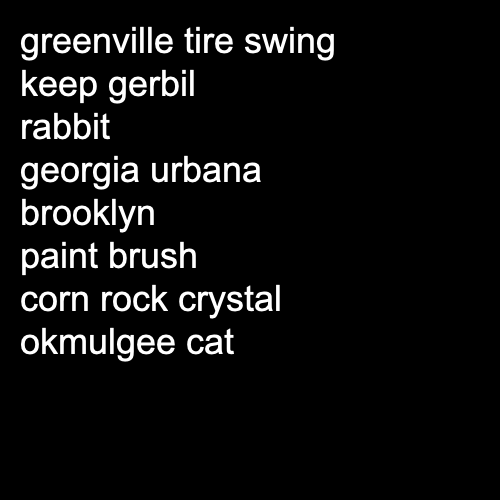 greenville tire swing
keep gerbil
rabbit
georgia urbana
brooklyn
paint brush
corn rock crystal
okmulgee cat